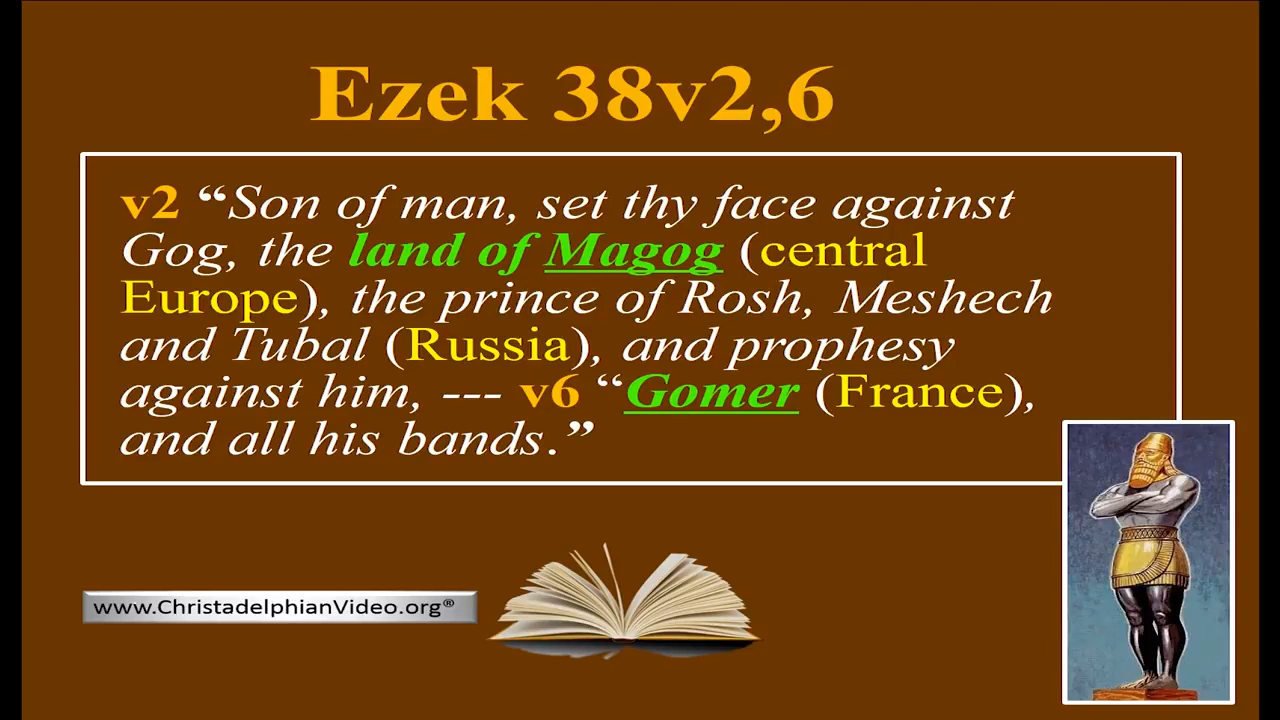 Ezek 38v2,6
v2 “Son of man, set thy face against
Gog, the land of Magog (central
Europe), the prince of Rosh, Meshech
and Tubal (Russia), and prophesy
against him, --- v6 “Gomer (France),
and all his bands.”
www.ChristadelphianVideo.org®